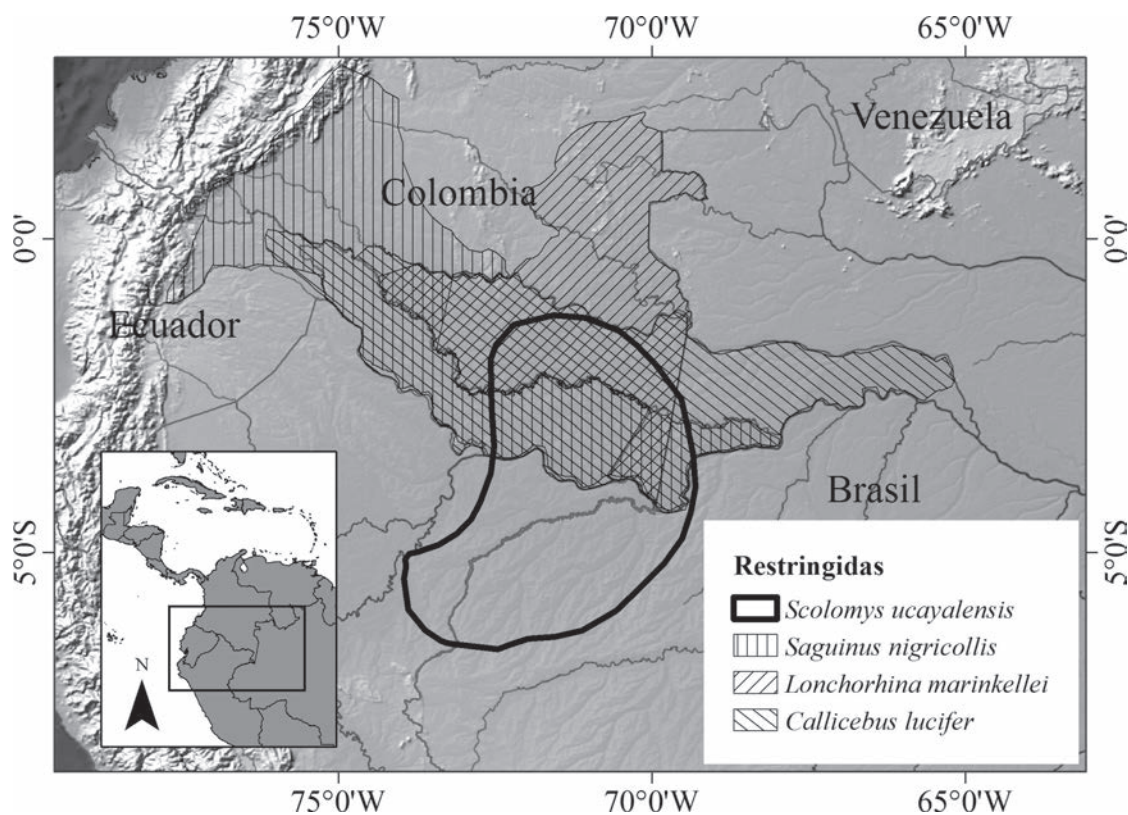 75°0'W 70°0'W 65°0'W
Venezuela
Colombia
0°0' 0°0'
Ecuador
Brasil
5°0'S 5°0'S
Restringidas
Scolomys ucayalensis
Saguinus nigricollis
Lonchorhina marinkellei
Callicebus lucifer
N
75°0'W 70°0'W 65°0'W